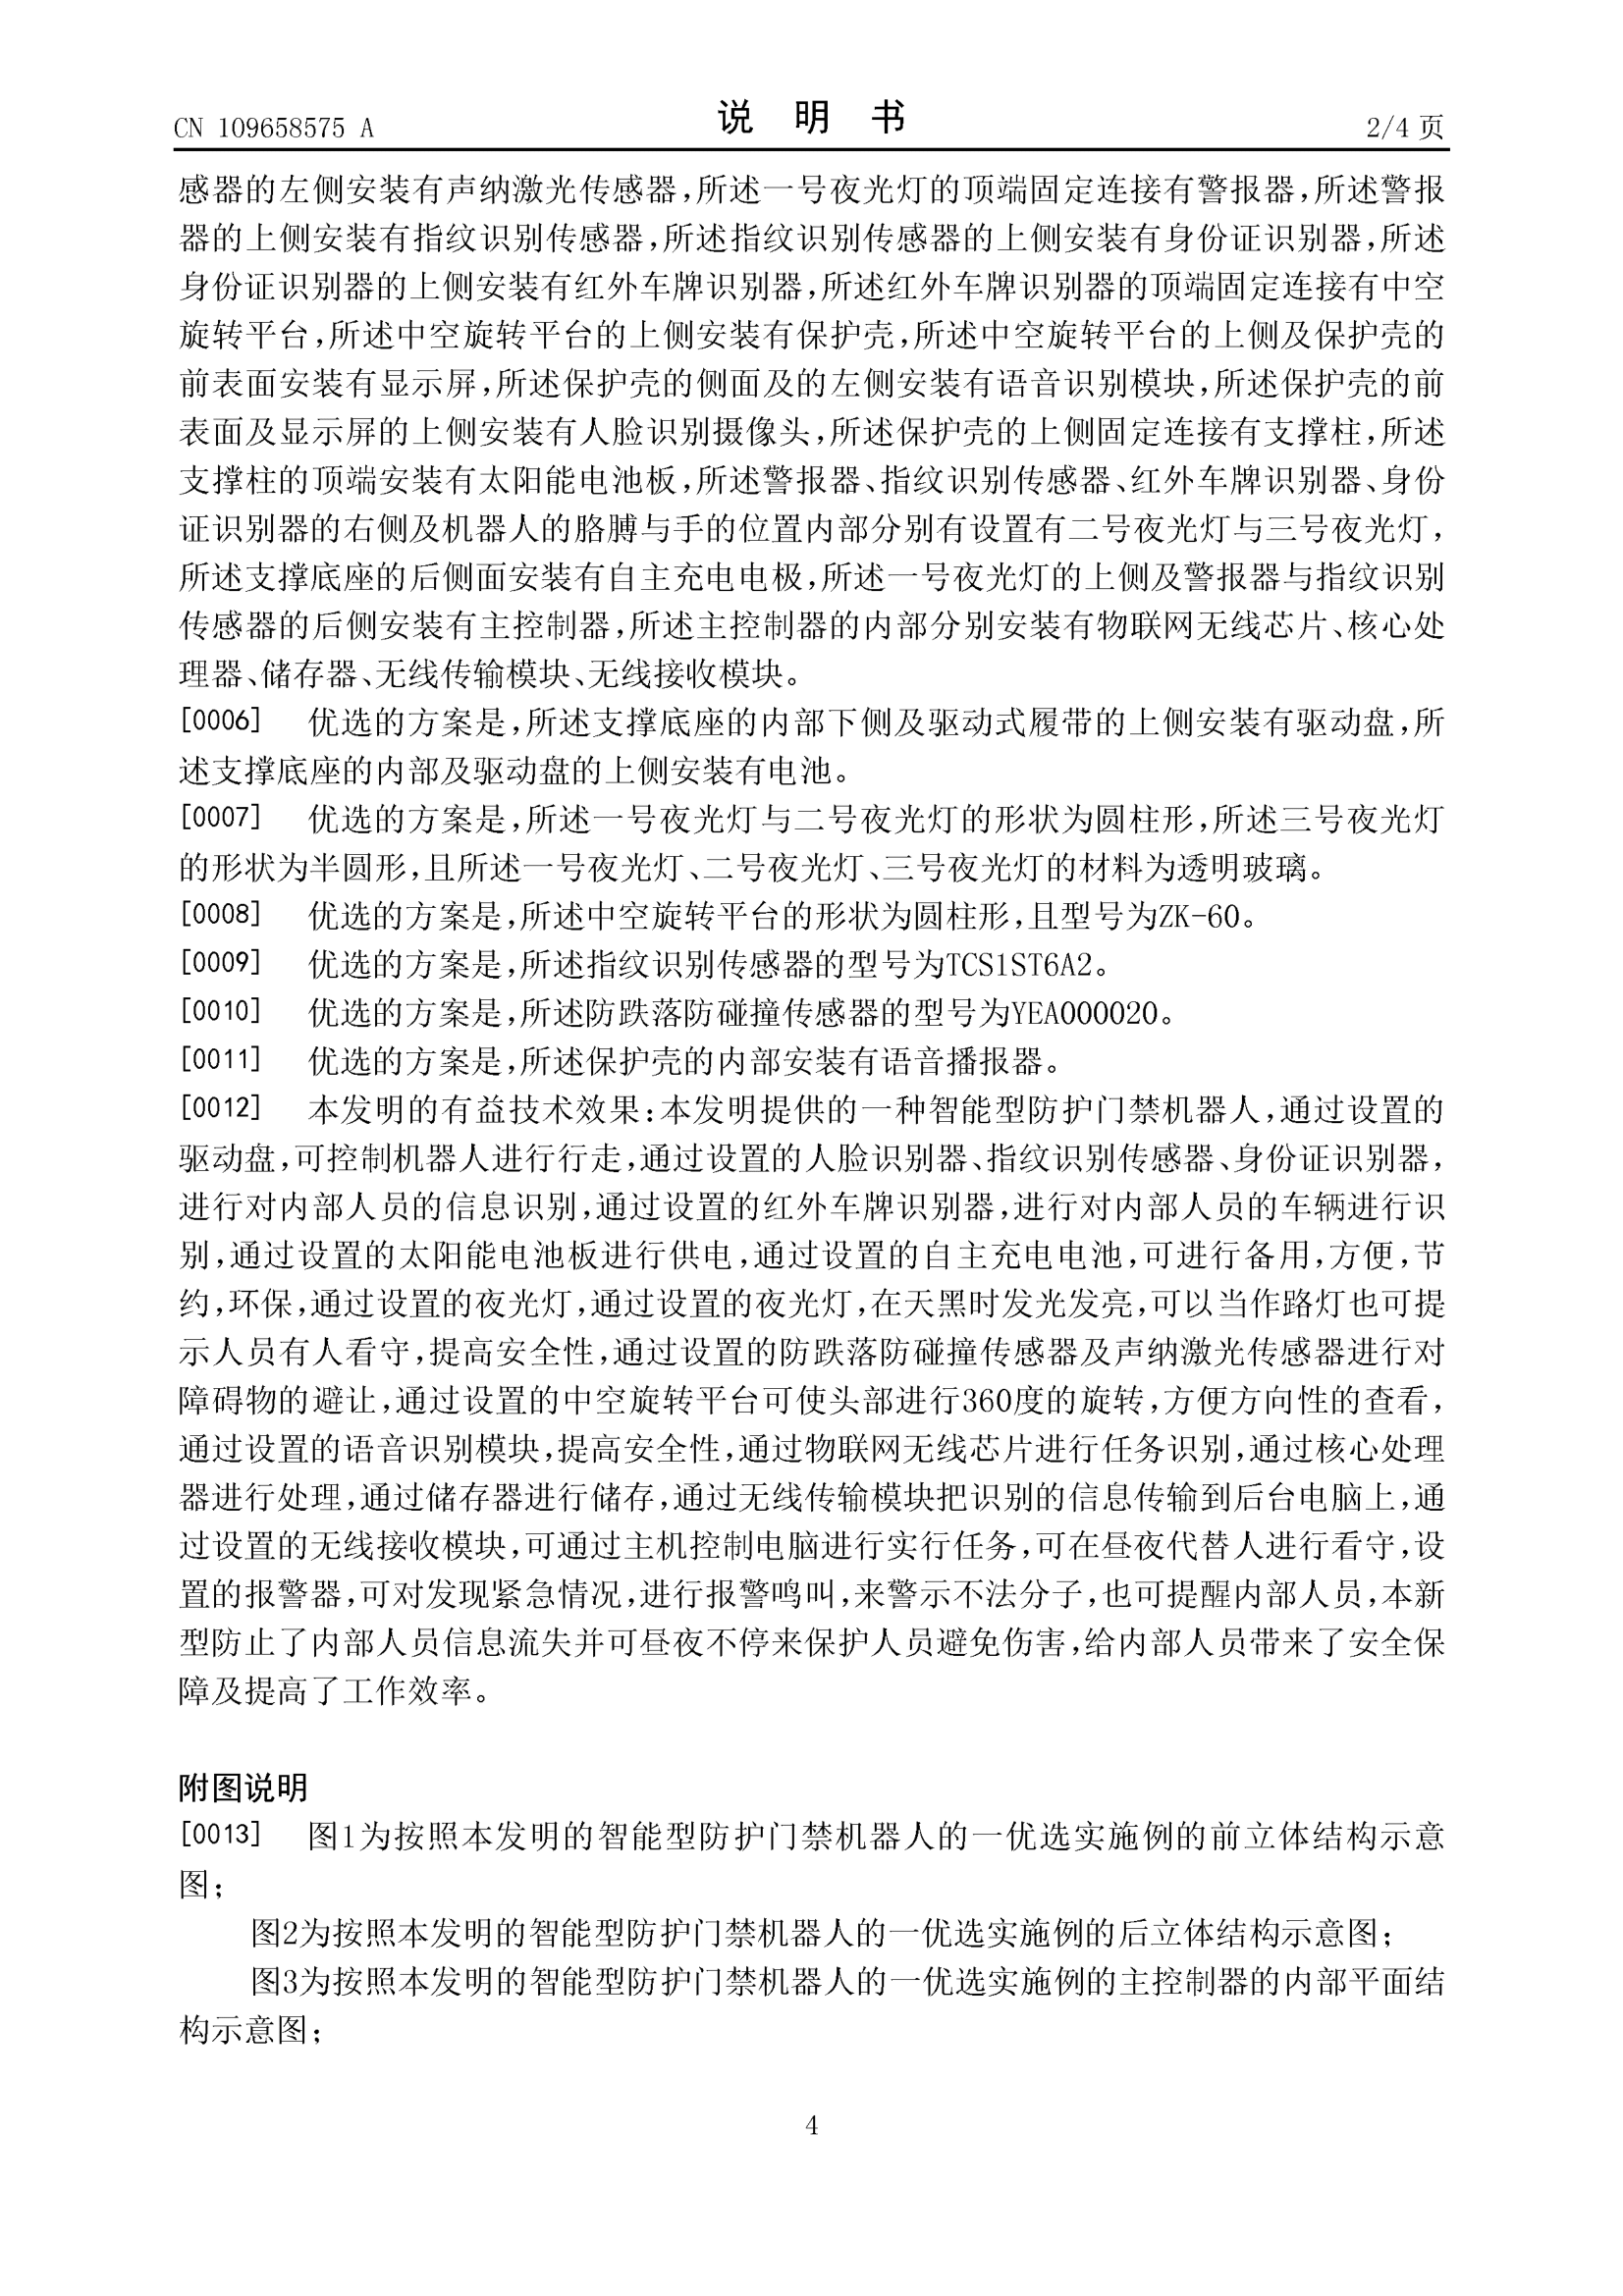 CN 109658575 A
说 明 书
2/4 页
感器的左侧安装有声纳激光传感器,所述一号夜光灯的顶端固定连接有警报器,所述警报
器的上侧安装有指纹识别传感器,所述指纹识别传感器的上侧安装有身份证识别器,所述
身份证识别器的上侧安装有红外车牌识别器,所述红外车牌识别器的顶端固定连接有中空
旋转平台,所述中空旋转平台的上侧安装有保护壳,所述中空旋转平台的上侧及保护壳的
前表面安装有显示屏,所述保护壳的侧面及的左侧安装有语音识别模块,所述保护壳的前
表面及显示屏的上侧安装有人脸识别摄像头,所述保护壳的上侧固定连接有支撑柱,所述
支撑柱的顶端安装有太阳能电池板,所述警报器、指纹识别传感器、红外车牌识别器、身份
证识别器的右侧及机器人的胳膊与手的位置内部分别有设置有二号夜光灯与三号夜光灯,
所述支撑底座的后侧面安装有自主充电电极,所述一号夜光灯的上侧及警报器与指纹识别
传感器的后侧安装有主控制器,所述主控制器的内部分别安装有物联网无线芯片、核心处
理器、储存器、无线传输模块、无线接收模块。
[0006] 优选的方案是,所述支撑底座的内部下侧及驱动式履带的上侧安装有驱动盘,所
述支撑底座的内部及驱动盘的上侧安装有电池。
[0007] 优选的方案是,所述一号夜光灯与二号夜光灯的形状为圆柱形,所述三号夜光灯
的形状为半圆形,且所述一号夜光灯、二号夜光灯、三号夜光灯的材料为透明玻璃。
[0008] 优选的方案是,所述中空旋转平台的形状为圆柱形,且型号为ZK-60。
[0009] 优选的方案是,所述指纹识别传感器的型号为TCS1ST6A2。
[0010] 优选的方案是,所述防跌落防碰撞传感器的型号为YEA000020。
[0011] 优选的方案是,所述保护壳的内部安装有语音播报器。
[0012] 本发明的有益技术效果:本发明提供的一种智能型防护门禁机器人,通过设置的
驱动盘,可控制机器人进行行走,通过设置的人脸识别器、指纹识别传感器、身份证识别器,
进行对内部人员的信息识别,通过设置的红外车牌识别器,进行对内部人员的车辆进行识
别,通过设置的太阳能电池板进行供电,通过设置的自主充电电池,可进行备用,方便,节
约,环保,通过设置的夜光灯,通过设置的夜光灯,在天黑时发光发亮,可以当作路灯也可提
示人员有人看守,提高安全性,通过设置的防跌落防碰撞传感器及声纳激光传感器进行对
障碍物的避让,通过设置的中空旋转平台可使头部进行360度的旋转,方便方向性的查看,
通过设置的语音识别模块,提高安全性,通过物联网无线芯片进行任务识别,通过核心处理
器进行处理,通过储存器进行储存,通过无线传输模块把识别的信息传输到后台电脑上,通
过设置的无线接收模块,可通过主机控制电脑进行实行任务,可在昼夜代替人进行看守,设
置的报警器,可对发现紧急情况,进行报警鸣叫,来警示不法分子,也可提醒内部人员,本新
型防止了内部人员信息流失并可昼夜不停来保护人员避免伤害,给内部人员带来了安全保
障及提高了工作效率。
附图说明
[0013] 图1为按照本发明的智能型防护门禁机器人的一优选实施例的前立体结构示意
图;
图2为按照本发明的智能型防护门禁机器人的一优选实施例的后立体结构示意图;
图3为按照本发明的智能型防护门禁机器人的一优选实施例的主控制器的内部平面结
构示意图;
4